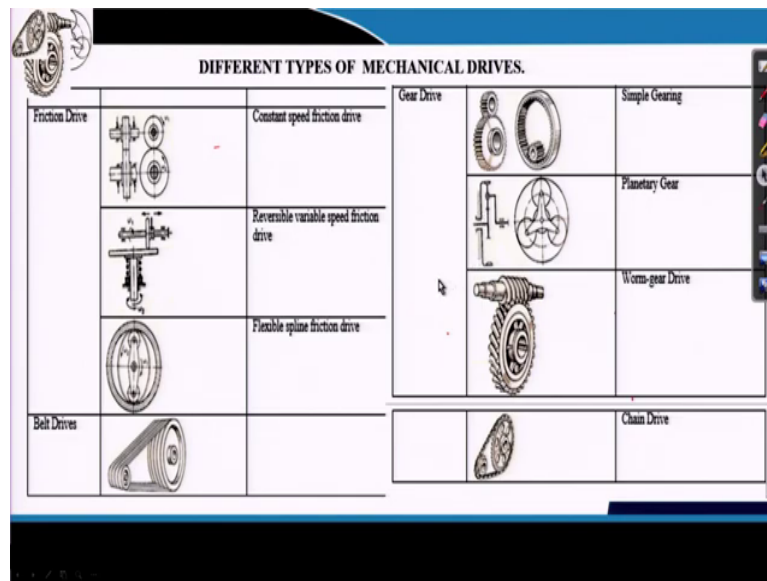 DIFFERENT TYPES OF MECHANICAL DRIVES.
Friction Drive
Constant speed friction drive
Reversible variable speed friction
drive
Flexible spline friction drive
Belt Drives
Gear Drive
Simple Gearing
Planetary Gear
Worm-gear Drive
Chain Drive